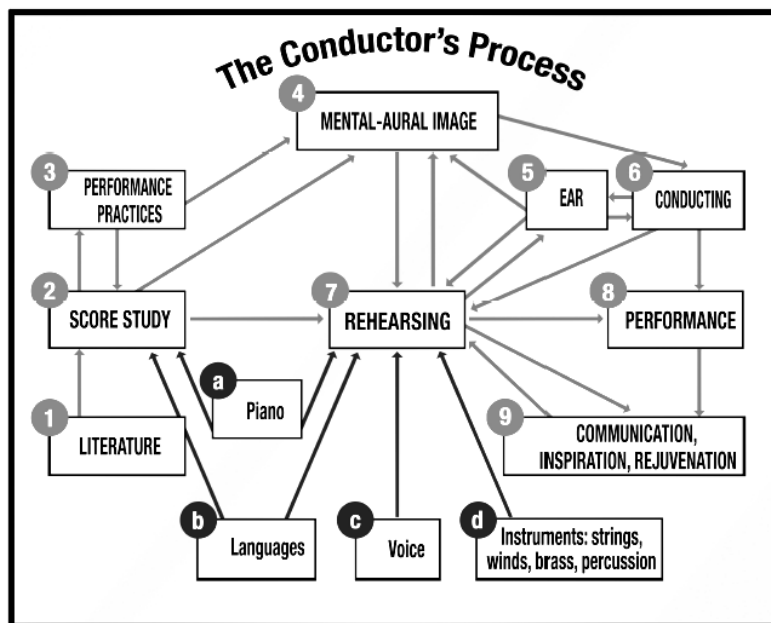 The Conductor's Process
4
MENTAL-AURAL IMAGE
3
PERFORMANCE
PRACTICES
5
EAR
6
CONDUCTING
2
SCORE STUDY
7
REHEARSING
8
PERFORMANCE
a
Piano
1
LITERATURE
9
COMMUNICATION,
INSPIRATION, REJUVENATION
b
Languages
c
Voice
d
Instruments: strings,
winds, brass, percussion